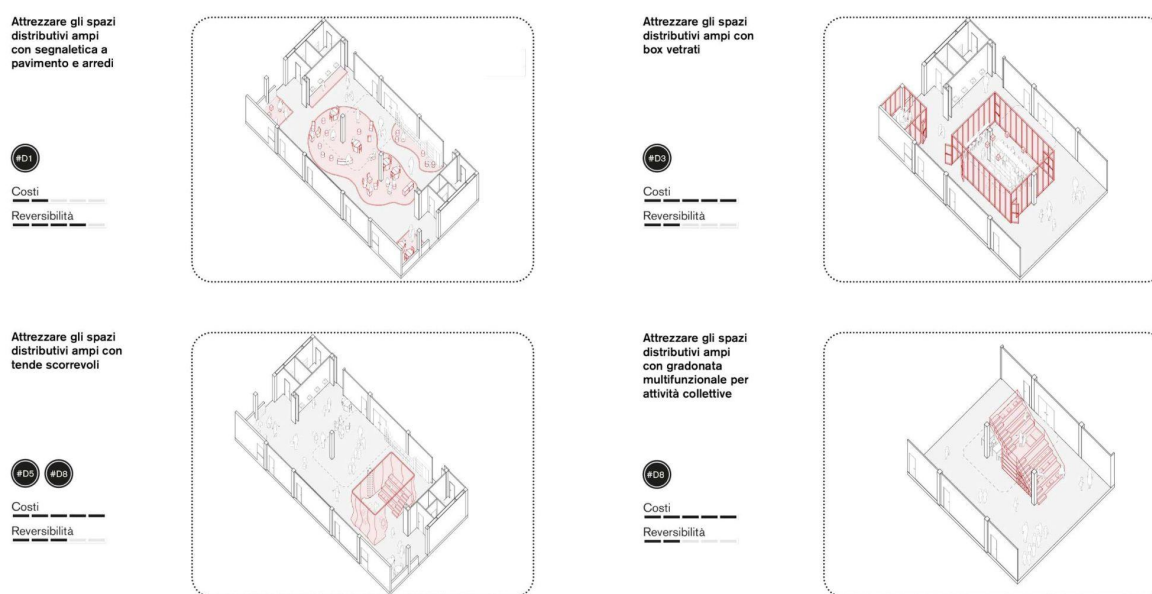 Attrezzare gli spazi
distributivi ampi
con segnaletica a
pavimento e arredi
#D1
Costi
Reversibilità
Attrezzare gli spazi
distributivi ampi con
box vetrati
#D3
Costi
Reversibilità
Attrezzare gli spazi
distributivi ampi con
tende scorrevoli
#D5 #D8
Costi
Reversibilità
Attrezzare gli spazi
distributivi ampi
con gradonata
multifunzionale per
attività collettive
#D8
Costi
Reversibilità